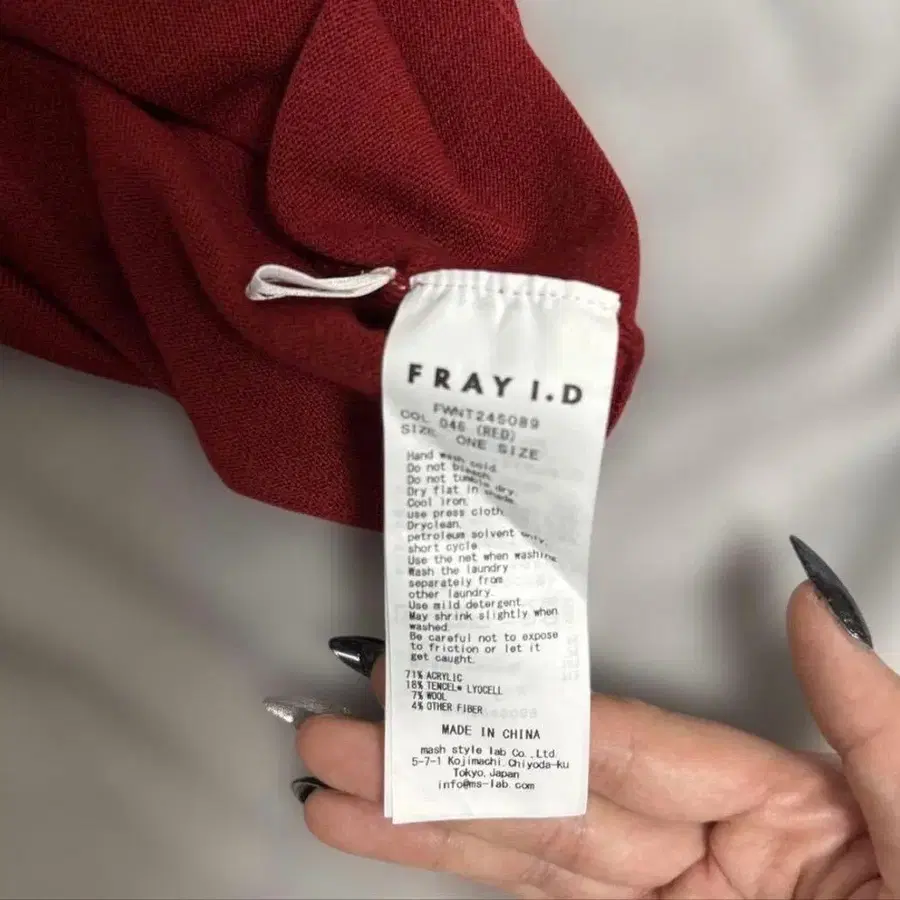 FRAY I.D
FWNT245089
COL 046 (RED)
SIZE ONE SIZE
Hand wash cold.
Do not bleach.
Do not tumble dry.
Dry flat in shade.
Cool iron.
use press cloth.
Dryclean.
petroleum solvent only,
short cycle.
Use the net when washing.
Wash the laundry
separately from
other laundry.
Use mild detergent.
May shrink slightly when
washed.
Be careful not to expose
to friction or let it
get caught.
71% ACRYLIC
18% TENCEL® LYOCELL
7% WOOL
4% OTHER FIBER
MADE IN CHINA
mash style lab Co., Ltd.
5-7-1 Kojimachi, Chiyoda-ku
Tokyo, Japan
info@ms-lab.com